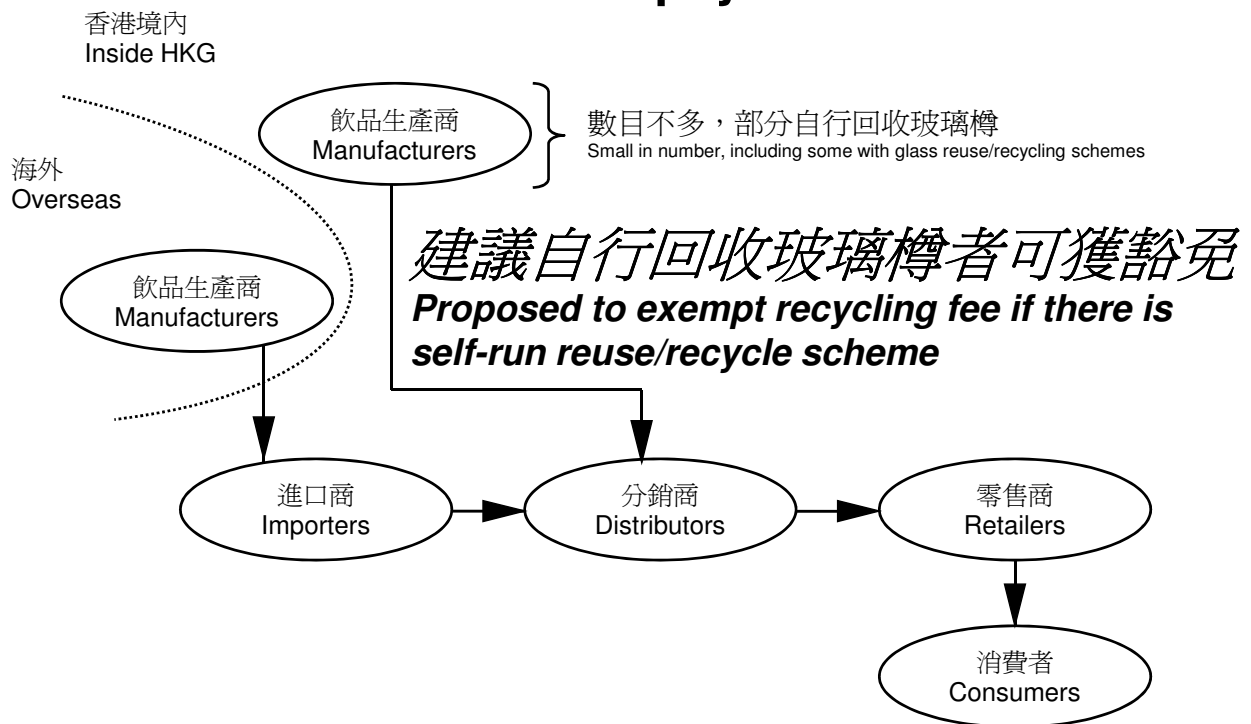 香港境內
Inside HKG
飲品生產商
Manufacturers
數目不多，部分自行回收玻璃樽
Small in number, including some with glass reuse/recycling schemes
海外
Overseas
建議自行回收玻璃樽者可獲豁免
Proposed to exempt recycling fee if there is
self-run reuse/recycle scheme
飲品生產商
Manufacturers
進口商
Importers
分銷商
Distributors
零售商
Retailers
消費者
Consumers